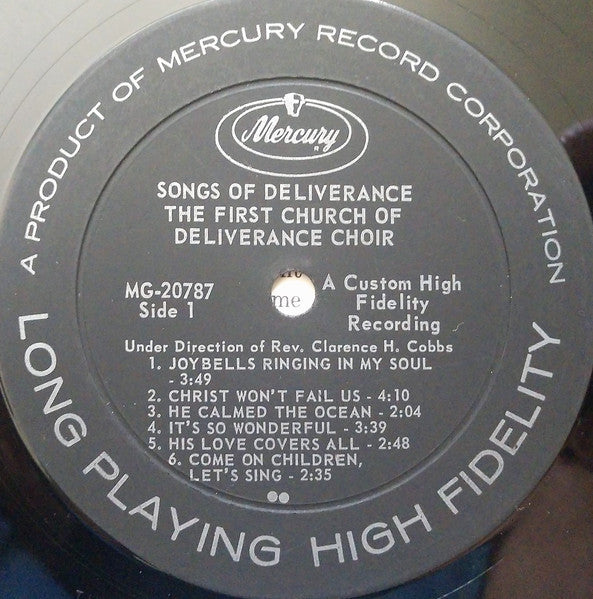 A PRODUCT OF MERCURY RECORD CORPORATION
Mercury
R
SONGS OF DELIVERANCE
THE FIRST CHURCH OF
DELIVERANCE CHOIR
MG-20787
Side 1
me
A Custom High
Fidelity
Recording
Under Direction of Rev. Clarence H. Cobbs
1. JOYBELLS RINGING IN MY SOUL
- 3:49
2. CHRIST WON'T FAIL US - 4:10
3. HE CALMED THE OCEAN - 2:04
4. IT'S SO WONDERFUL - 3:39
5. HIS LOVE COVERS ALL - 2:48
6. COME ON CHILDREN,
LET'S SING - 2:35
LONG PLAYING HIGH FIDELITY